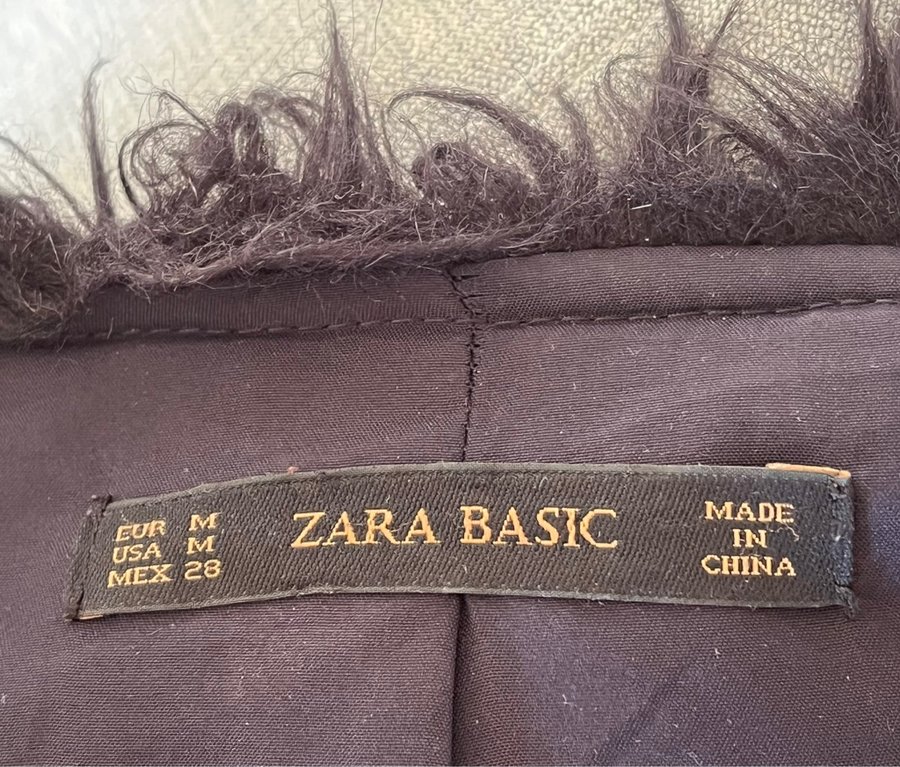 EUR M
USA M
MEX 28
ZARA BASIC
MADE
IN
CHINA